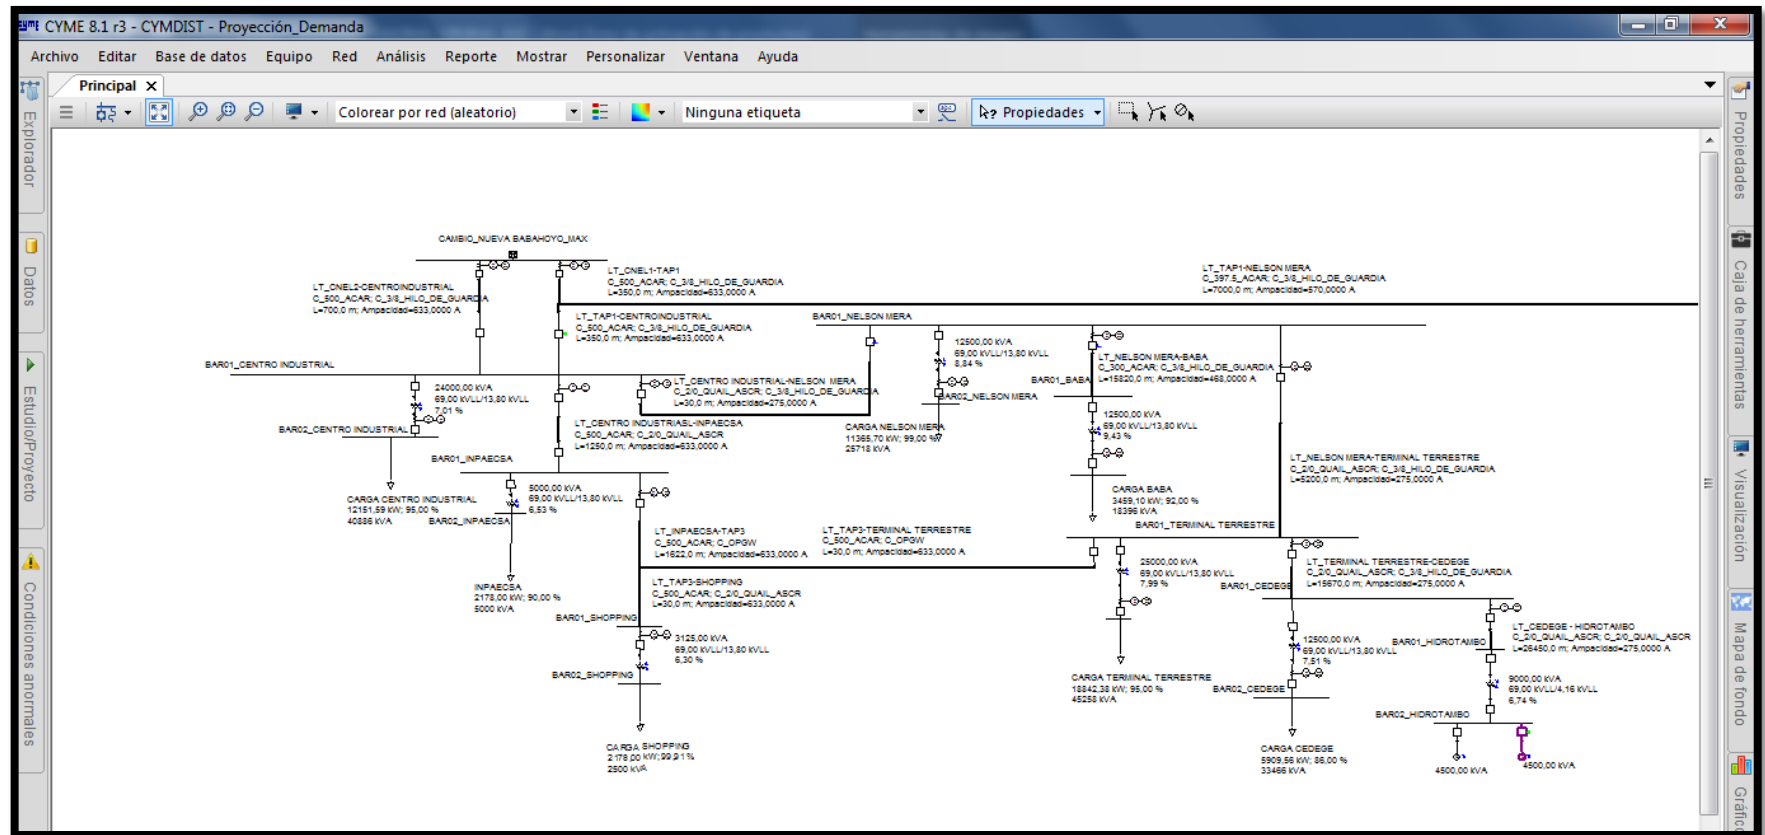 CYME 8.1 r3 - CYMDIST - Proyección_Demanda
Archivo Editar Base de datos Equipo Red Análisis Reporte Mostrar Personalizar Ventana Ayuda
Principal
Colorear por red (aleatorio) Ninguna etiqueta Propiedades
Explorador
Datos
Estudio/Proyecto
Condiciones anormales
Propiedades
Caja de herramientas
Visualización
Mapa de fondo
Gráfico
CAMBIO_NUEVA BABAHOYO_MAX
LT_CNEL2-CENTROINDUSTRIAL
C_500_ACAR; C_3/8_HILO_DE_GUARDIA
L=700,0 m; Ampacidad=633,0000 A
LT_CNEL1-TAP1
C_500_ACAR; C_3/8_HILO_DE_GUARDIA
L=350,0 m; Ampacidad=633,0000 A
LT_TAP1-NELSON MERA
C_397.5_ACAR; C_3/8_HILO_DE_GUARDIA
L=7000,0 m; Ampacidad=570,0000 A
LT_TAP1-CENTROINDUSTRIAL
C_500_ACAR; C_3/8_HILO_DE_GUARDIA
L=350,0 m; Ampacidad=633,0000 A
BAR01_NELSON MERA
BAR01_CENTRO INDUSTRIAL
24000,00 kVA
69,00 kVLL/13,80 kVLL
7,01 %
BAR02_CENTRO INDUSTRIAL
LT_CENTRO INDUSTRIAL-NELSON MERA
C_2/0_QUAIL_ASCR; C_3/8_HILO_DE_GUARDIA
L=30,0 m; Ampacidad=275,0000 A
12500,00 kVA
69,00 kVLL/13,80 kVLL
8,84 %
BAR02_NELSON MERA
LT_NELSON MERA-BABA
C_300_ACAR; C_3/8_HILO_DE_GUARDIA
L=15820,0 m; Ampacidad=468,0000 A
BAR01_BABA
12500,00 kVA
69,00 kVLL/13,80 kVLL
9,43 %
LT_CENTRO INDUSTRIASL-INPAECSA
C_500_ACAR; C_2/0_QUAIL_ASCR
L=1250,0 m; Ampacidad=633,0000 A
CARGA NELSON MERA
11365,70 kW; 99,00 %
25718 kVA
BAR01_INPAECSA
5000,00 kVA
69,00 kVLL/13,80 kVLL
6,53 %
CARGA CENTRO INDUSTRIAL
12151,59 kW; 95,00 %
40886 kVA
BAR02_INPAECSA
LT_NELSON MERA-TERMINAL TERRESTRE
C_2/0_QUAIL_ASCR; C_3/8_HILO_DE_GUARDIA
L=5200,0 m; Ampacidad=275,0000 A
CARGA BABA
3459,10 kW; 92,00 %
18396 kVA
BAR01_TERMINAL TERRESTRE
LT_INPAECSA-TAP3
C_500_ACAR; C_OPGW
L=1622,0 m; Ampacidad=633,0000 A
LT_TAP3-TERMINAL TERRESTRE
C_500_ACAR; C_OPGW
L=30,0 m; Ampacidad=633,0000 A
INPAECSA
2178,00 kW; 90,00 %
5000 kVA
LT_TAP3-SHOPPING
C_500_ACAR; C_2/0_QUAIL_ASCR
L=30,0 m; Ampacidad=633,0000 A
25000,00 kVA
69,00 kVLL/13,80 kVLL
7,99 %
LT_TERMINAL TERRESTRE-CEDEGE
C_2/0_QUAIL_ASCR; C_3/8_HILO_DE_GUARDIA
L=15670,0 m; Ampacidad=275,0000 A
BAR01_CEDEGE
BAR01_SHOPPING
3125,00 kVA
69,00 kVLL/13,80 kVLL
6,30 %
BAR02_SHOPPING
12500,00 kVA
69,00 kVLL/13,80 kVLL
7,51 %
BAR01_HIDROTAMBO
LT_CEDEGE - HIDROTAMBO
C_2/0_QUAIL_ASCR; C_2/0_QUAIL_ASCR
L=26450,0 m; Ampacidad=275,0000 A
CARGA TERMINAL TERRESTRE
18842,38 kW; 95,00 %
45258 kVA
BAR02_CEDEGE
9000,00 kVA
69,00 kVLL/4,16 kVLL
6,74 %
BAR02_HIDROTAMBO
CARGA SHOPPING
2178,00 kW; 99,91 %
2500 kVA
CARGA CEDEGE
5909,56 kW; 86,00 %
33466 kVA
4500,00 kVA
4500,00 kVA